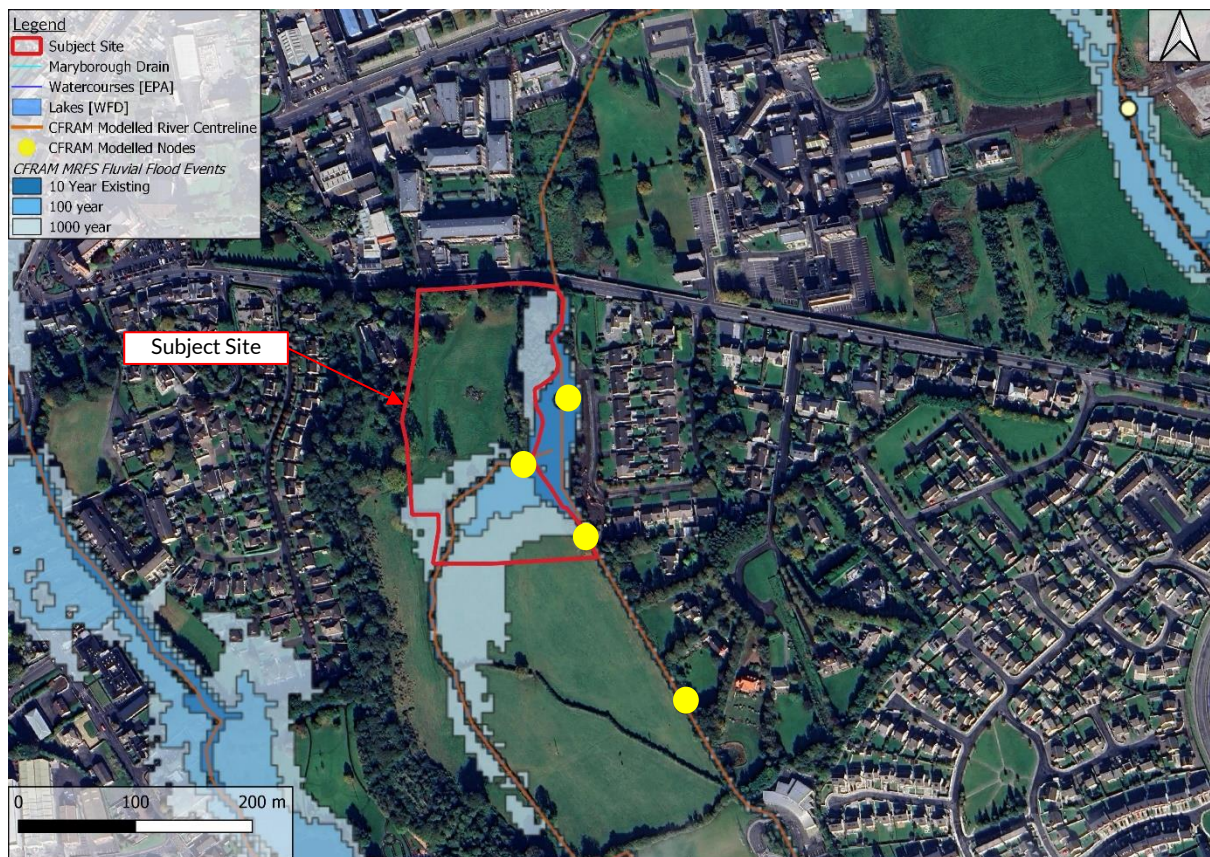 Legend
Subject Site
Maryborough Drain
Watercourses [EPA]
Lakes [WFD]
CFRAM Modelled River Centreline
CFRAM Modelled Nodes
CFRAM MRFS Fluvial Flood Events
10 Year Existing
100 year
1000 year
Subject Site
0 100 200 m